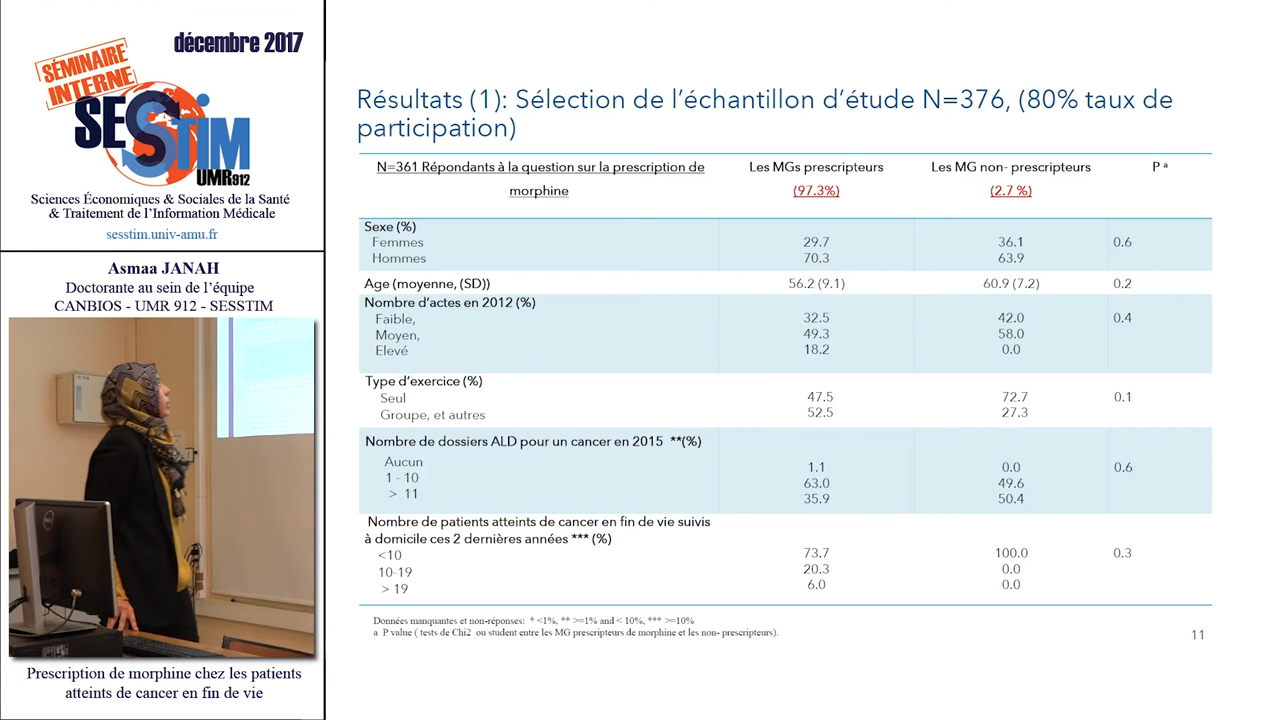 décembre 2017
SÉMINAIRE
INTERNE
SESSTIM
UMR912
Sciences Économiques & Sociales de la Santé
& Traitement de l'Information Médicale
sesstim.univ-amu.fr
Asmaa JANAH
Doctorante au sein de l'équipe
CANBIOS - UMR 912 - SESSTIM
Prescription de morphine chez les patients
atteints de cancer en fin de vie
Résultats (1): Sélection de l'échantillon d'étude N=376, (80% taux de
participation)
N=361 Répondants à la question sur la prescription de
morphine
Les MGs prescripteurs
(97.3%)
Les MG non- prescripteurs
(2.7 %)
P a
Sexe (%)
Femmes 29.7 36.1 0.6
Hommes 70.3 63.9
Age (moyenne, (SD)) 56.2 (9.1) 60.9 (7.2) 0.2
Nombre d'actes en 2012 (%)
Faible, 32.5 42.0 0.4
Moyen, 49.3 58.0
Elevé 18.2 0.0
Type d'exercice (%)
Seul 47.5 72.7 0.1
Groupe, et autres 52.5 27.3
Nombre de dossiers ALD pour un cancer en 2015 **(%)
Aucun 1.1 0.0 0.6
1 - 10 63.0 49.6
> 11 35.9 50.4
Nombre de patients atteints de cancer en fin de vie suivis
à domicile ces 2 dernières années *** (%)
<10 73.7 100.0 0.3
10-19 20.3 0.0
> 19 6.0 0.0
Données manquantes et non-réponses: * <1%, ** >=1% and < 10%, *** >=10%
a P value ( tests de Chi2 ou student entre les MG prescripteurs de morphine et les non- prescripteurs).
11